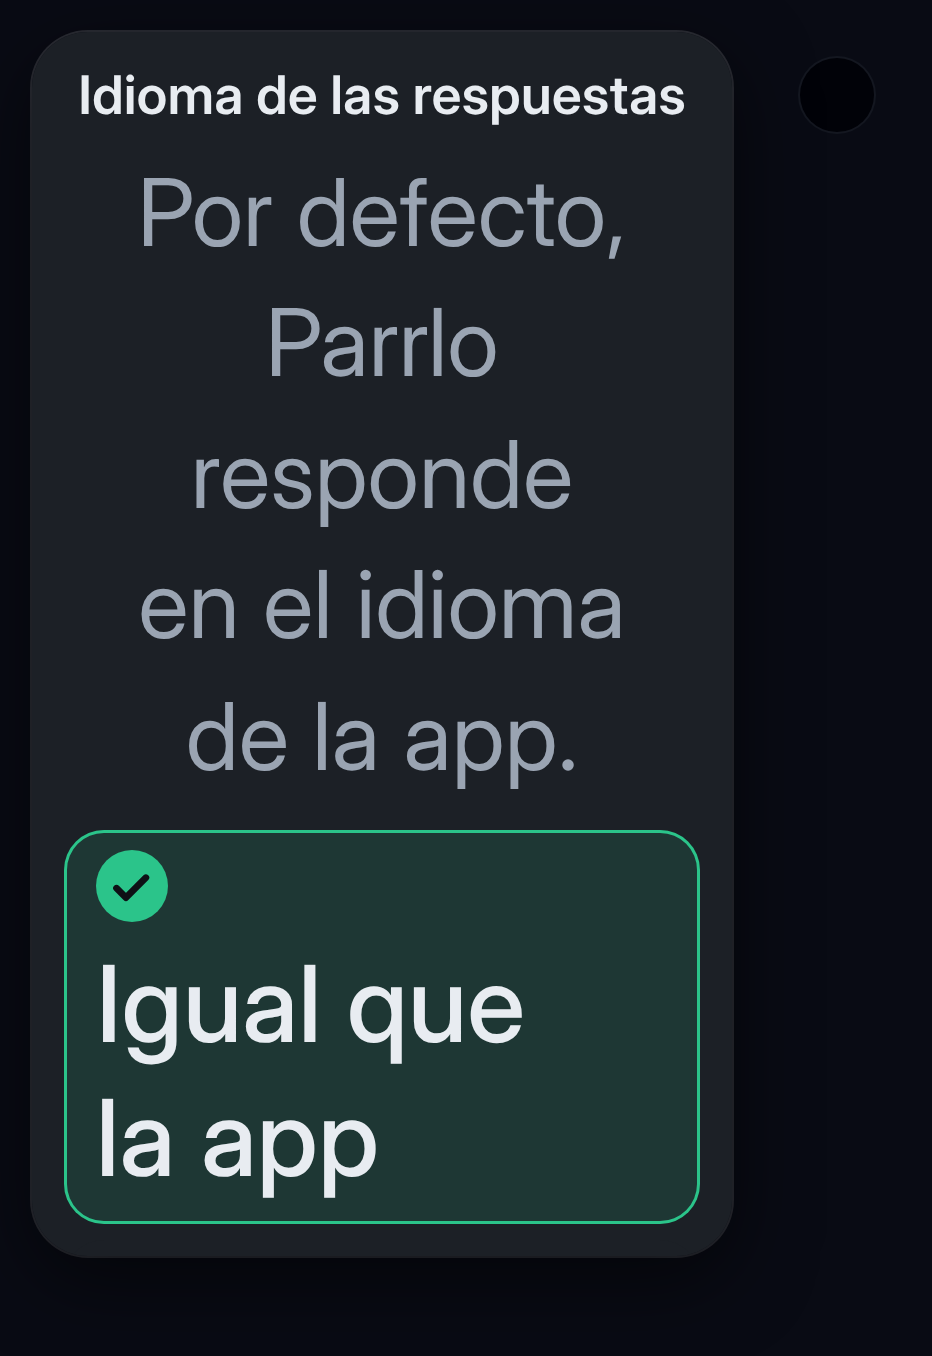 Idioma de las respuestas
Por defecto,
Parrlo
responde
en el idioma
de la app.
Igual que
la app